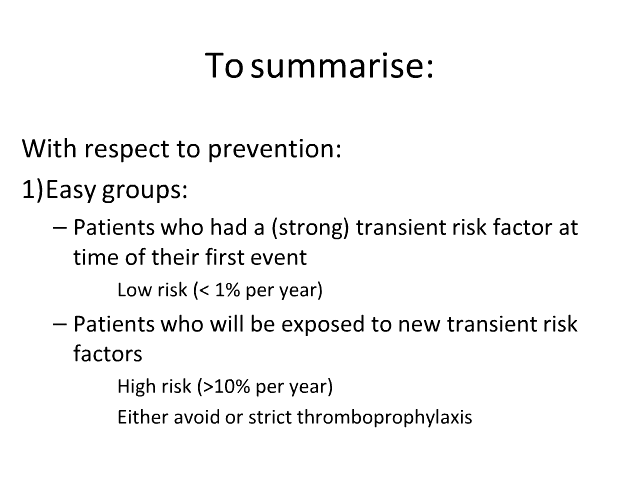 To summarise:
With respect to prevention:
1)Easy groups:
– Patients who had a (strong) transient risk factor at
time of their first event
Low risk (< 1% per year)
– Patients who will be exposed to new transient risk
factors
High risk (>10% per year)
Either avoid or strict thromboprophylaxis